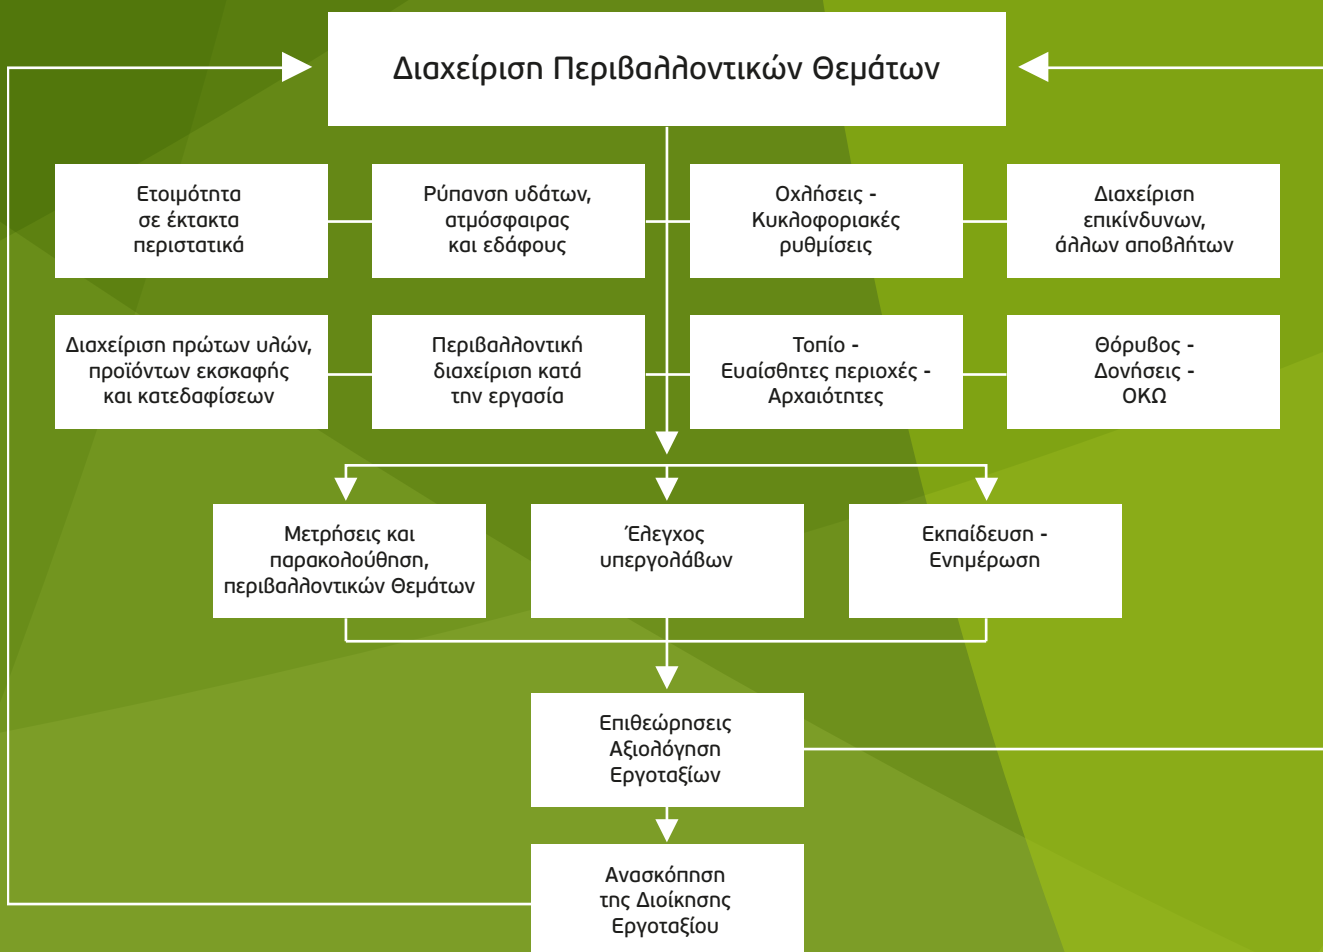 Διαχείριση Περιβαλλοντικών Θεμάτων
Ετοιμότητα
σε έκτακτα
περιστατικά
Ρύπανση υδάτων,
ατμόσφαιρας
και εδάφους
Οχλήσεις -
Κυκλοφοριακές
ρυθμίσεις
Διαχείριση
επικίνδυνων,
άλλων αποβλήτων
Διαχείριση πρώτων υλών,
προϊόντων εκσκαφής
και κατεδαφίσεων
Περιβαλλοντική
διαχείριση κατά
την εργασία
Τοπίο -
Ευαίσθητες περιοχές -
Αρχαιότητες
Θόρυβος -
Δονήσεις -
ΟΚΩ
Μετρήσεις και
παρακολούθηση,
περιβαλλοντικών Θεμάτων
Έλεγχος
υπεργολάβων
Εκπαίδευση -
Ενημέρωση
Επιθεώρησεις
Αξιολόγηση
Εργοταξίων
Ανασκόπηση
της Διοίκησης
Εργοταξίου